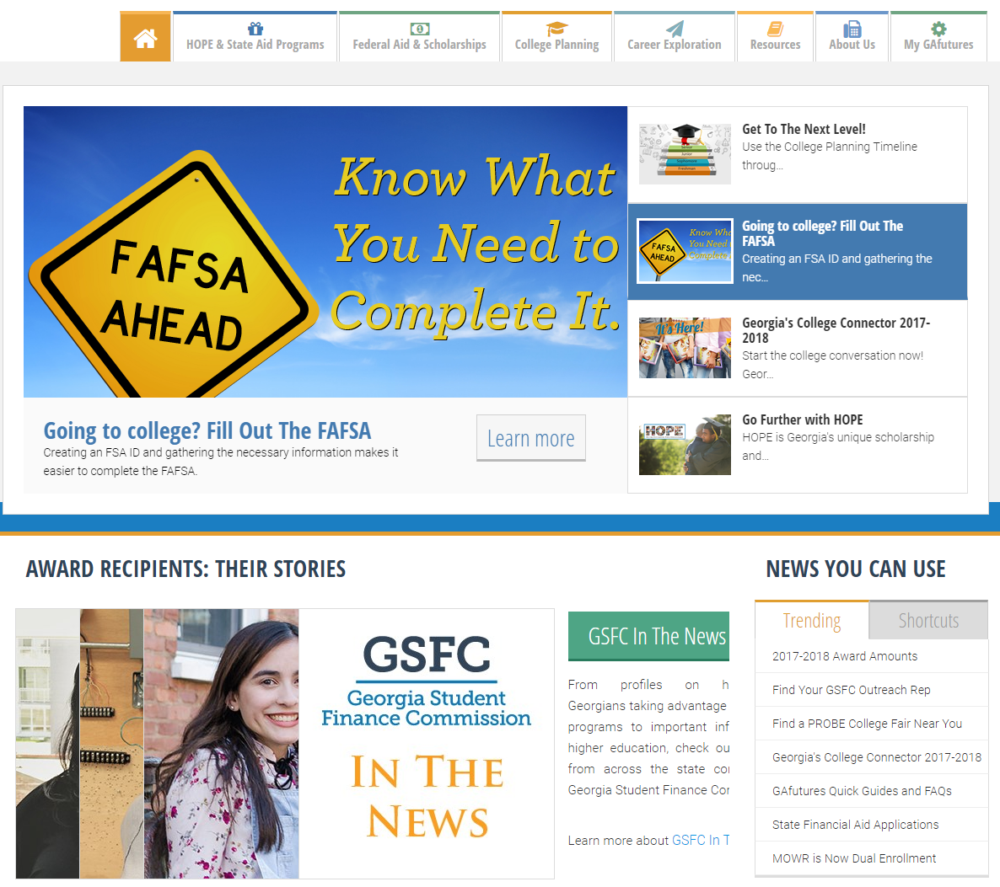 HOPE & State Aid Programs
Federal Aid & Scholarships
College Planning
Career Exploration
Resources
About Us
My GAfutures
Know What
You Need to
Complete It.
FAFSA
AHEAD
Going to college? Fill Out The FAFSA
Creating an FSA ID and gathering the necessary information makes it
easier to complete the FAFSA.
Learn more
Senior
Junior
Sophomore
Freshman
Get To The Next Level!
Use the College Planning Timeline
throug...
FAFSA
AHEAD
Know Wha
You Need t
Complete
Going to college? Fill Out The
FAFSA
Creating an FSA ID and gathering the
nec...
It's Here!
Georgia's College Connector 2017-
2018
Start the college conversation now!
Geor...
HOPE
Go Further with HOPE
HOPE is Georgia's unique scholarship
and...
AWARD RECIPIENTS: THEIR STORIES
GSFC
Georgia Student
Finance Commission
IN THE
NEWS
GSFC In The News
From profiles on h
Georgians taking advantage
programs to important inf
higher education, check ou
from across the state co
Georgia Student Finance Co
Learn more about GSFC In T
NEWS YOU CAN USE
Trending
Shortcuts
2017-2018 Award Amounts
Find Your GSFC Outreach Rep
Find a PROBE College Fair Near You
Georgia's College Connector 2017-2018
GAfutures Quick Guides and FAQs
State Financial Aid Applications
MOWR is Now Dual Enrollment